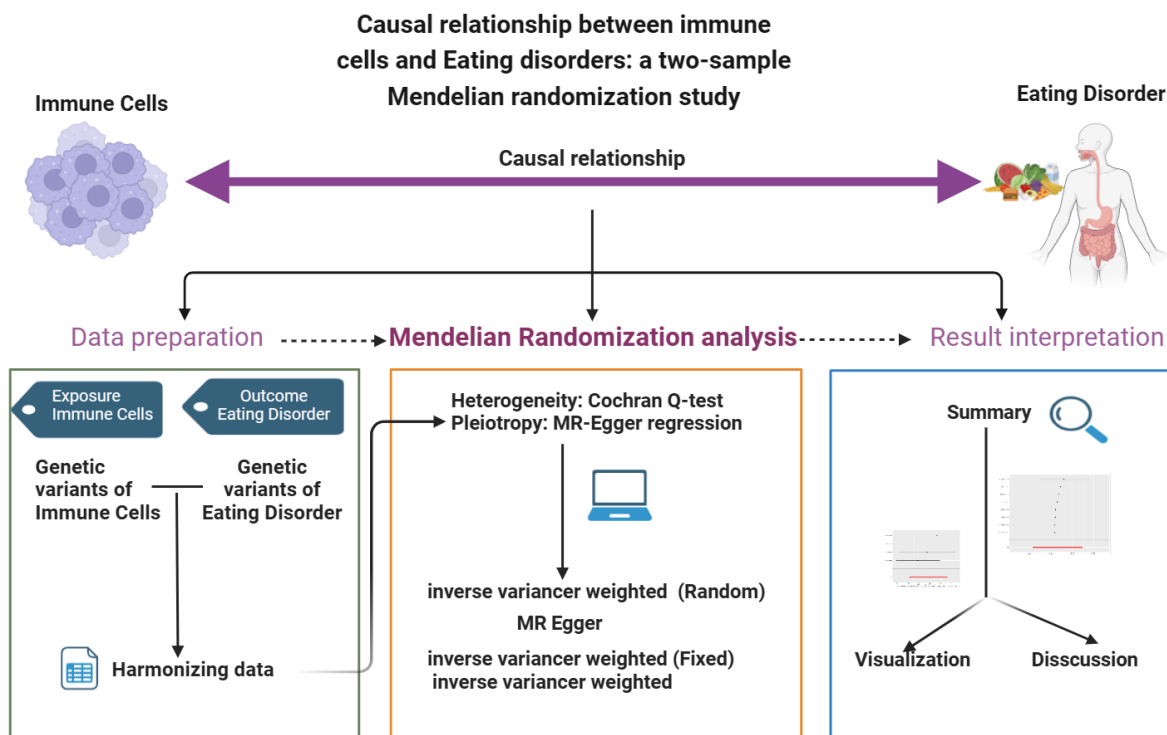 Causal relationship between immune
cells and Eating disorders: a two-sample
Mendelian randomization study
Immune Cells
Eating Disorder
Causal relationship
Data preparation
Mendelian Randomization analysis
Result interpretation
Exposure
Immune Cells
Outcome
Eating Disorder
Genetic
variants of
Immune Cells
Genetic
variants of
Eating Disorder
Harmonizing data
Heterogeneity: Cochran Q-test
Pleiotropy: MR-Egger regression
inverse variancer weighted (Random)
MR Egger
inverse variancer weighted (Fixed)
inverse variancer weighted
Summary
Visualization
Disscussion